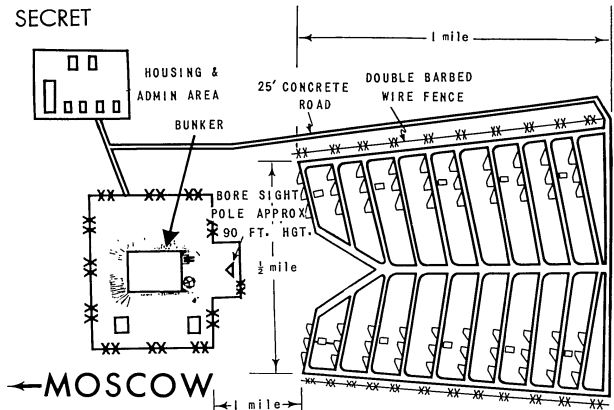 SECRET
1 mile
HOUSING &
ADMIN AREA
25' CONCRETE
ROAD
DOUBLE BARBED
WIRE FENCE
BUNKER
BORE SIGHT
POLE APPROX.
90 FT. HGT.
½ mile
MOSCOW
1 mile